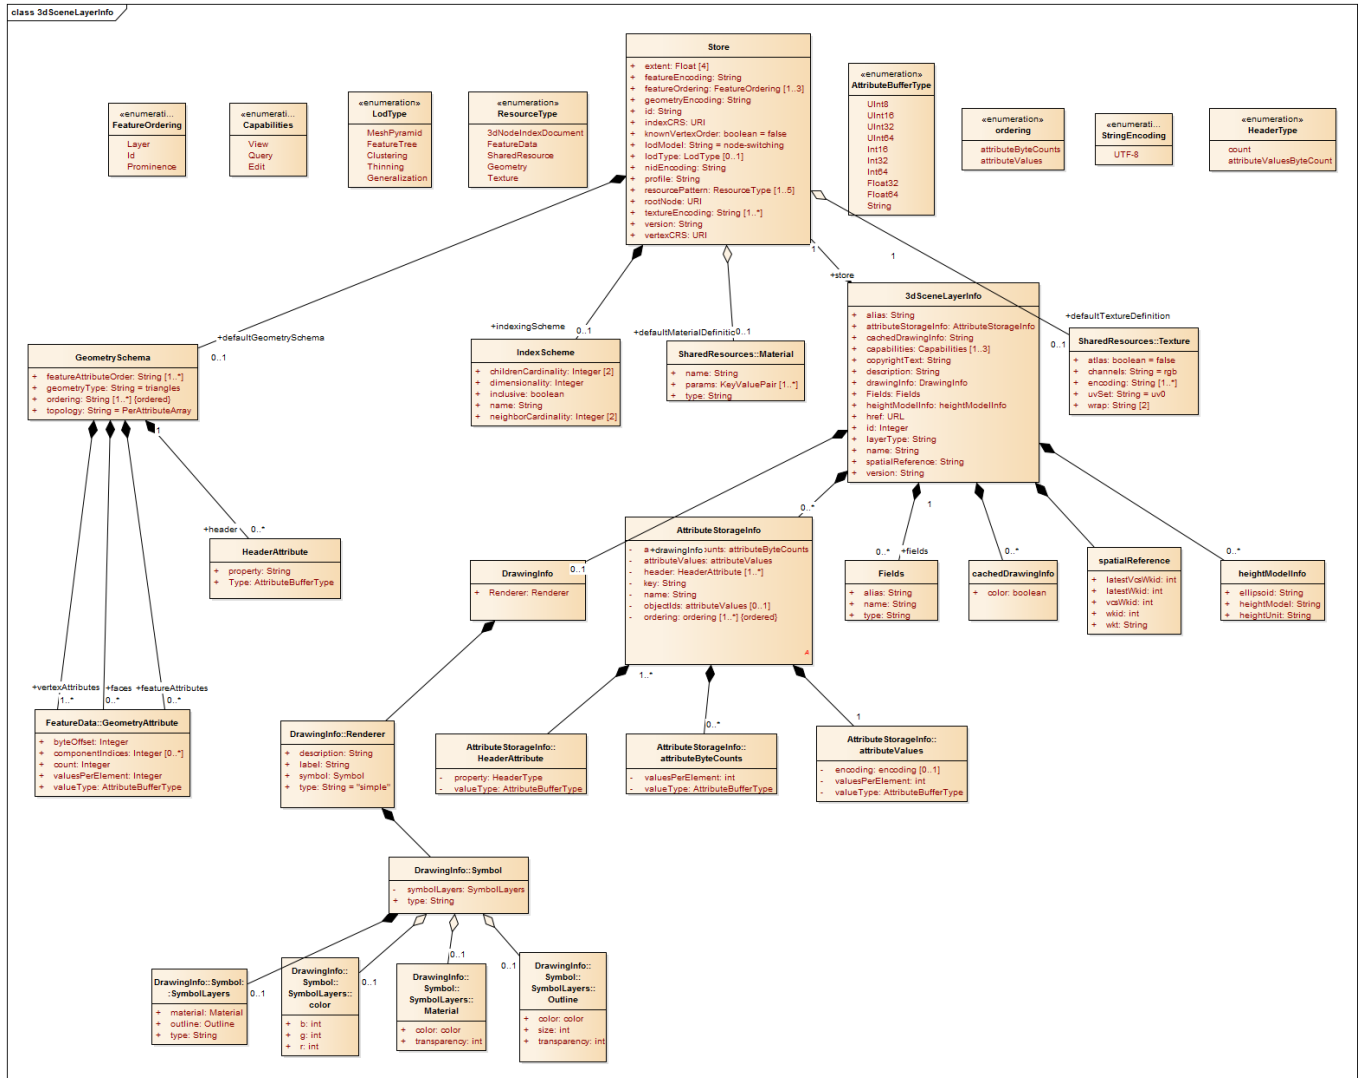 class 3dSceneLayerInfo
Store
+ extent: Float [4]
+ featureEncoding: String
+ featureOrdering: FeatureOrdering [1..3]
+ geometryEncoding: String
+ id: String
+ indexCRS: URI
+ knownVertexOrder: boolean = false
+ lodModel: String = node-switching
+ lodType: LodType [0..1]
+ nidEncoding: String
+ profile: String
+ resourcePattern: ResourceType [1..5]
+ rootNode: URI
+ textureEncoding: String [1..*]
+ version: String
+ vertexCRS: URI
«enumerati...
FeatureOrdering
Layer
Id
Prominence
«enumerati...
Capabilities
View
Query
Edit
«enumeration»
LodType
MeshPyramid
FeatureTree
Clustering
Thinning
Generalization
«enumeration»
ResourceType
3dNodeIndexDocument
FeatureData
SharedResource
Geometry
Texture
«enumeration»
AttributeBufferType
UInt8
UInt16
UInt32
UInt64
Int16
Int32
Int64
Float32
Float64
String
«enumeration»
ordering
attributeByteCounts
attributeValues
«enumerati...
StringEncoding
UTF-8
«enumeration»
HeaderType
count
attributeValuesByteCount
1
1
+store
+defaultGeometrySchema
0..1
+indexingScheme
0..1
+defaultMaterialDefinitic
0..1
+defaultTextureDefinition
0..1
GeometrySchema
+ featureAttributeOrder: String [1..*]
+ geometryType: String = triangles
+ ordering: String [1..*] {ordered}
+ topology: String = PerAttributeArray
IndexScheme
+ childrenCardinality: Integer [2]
+ dimensionality: Integer
+ inclusive: boolean
+ name: String
+ neighborCardinality: Integer [2]
SharedResources::Material
+ name: String
+ params: KeyValuePair [1..*]
+ type: String
3dSceneLayerInfo
+ alias: String
+ attributeStorageInfo: AttributeStorageInfo
+ cachedDrawingInfo: String
+ capabilities: Capabilities [1..3]
+ copyrightText: String
+ description: String
+ drawingInfo: DrawingInfo
+ Fields: Fields
+ heightModelInfo: heightModelInfo
+ href: URL
+ id: Integer
+ layerType: String
+ name: String
+ spatialReference: String
+ version: String
SharedResources::Texture
+ atlas: boolean = false
+ channels: String = rgb
+ encoding: String [1..*]
+ uvSet: String = uv0
+ wrap: String [2]
1
+header
0..*
HeaderAttribute
+ property: String
+ Type: AttributeBufferType
0..1
DrawingInfo
+ Renderer: Renderer
0..*
AttributeStorageInfo
- a +drawingInfo ounts: attributeByteCounts
- attributeValues: attributeValues
- header: HeaderAttribute [1..*]
- key: String
- name: String
- objectIds: attributeValues [0..1]
- ordering: ordering [1..*] {ordered}
1
0..*
+fields
Fields
+ alias: String
+ name: String
+ type: String
0..*
cachedDrawingInfo
+ color: boolean
spatialReference
+ latestVcsWkid: int
+ latestWkid: int
+ vcsWkid: int
+ wkid: int
+ wkt: String
0..*
heightModelInfo
+ ellipsoid: String
+ heightModel: String
+ heightUnit: String
+vertexAttributes
1..*
+faces
0..*
+featureAttributes
0..*
FeatureData::GeometryAttribute
+ byteOffset: Integer
+ componentIndices: Integer [0..*]
+ count: Integer
+ valuesPerElement: Integer
+ valueType: AttributeBufferType
DrawingInfo::Renderer
+ description: String
+ label: String
+ symbol: Symbol
+ type: String = "simple"
1..*
AttributeStorageInfo::
HeaderAttribute
- property: HeaderType
- valueType: AttributeBufferType
0..*
AttributeStorageInfo::
attributeByteCounts
- valuesPerElement: int
- valueType: AttributeBufferType
1
AttributeStorageInfo::
attributeValues
- encoding: encoding [0..1]
- valuesPerElement: int
- valueType: AttributeBufferType
DrawingInfo::Symbol
- symbolLayers: SymbolLayers
+ type: String
0..1
DrawingInfo::Symbol:
:SymbolLayers
+ material: Material
+ outline: Outline
+ type: String
0..1
DrawingInfo::
Symbol::
SymbolLayers::
color
+ b: int
+ g: int
+ r: int
0..1
DrawingInfo::
Symbol::
SymbolLayers::
Material
+ color: color
+ transparency: int
0..1
DrawingInfo::
Symbol::
SymbolLayers::
Outline
+ color: color
+ size: int
+ transparency: int